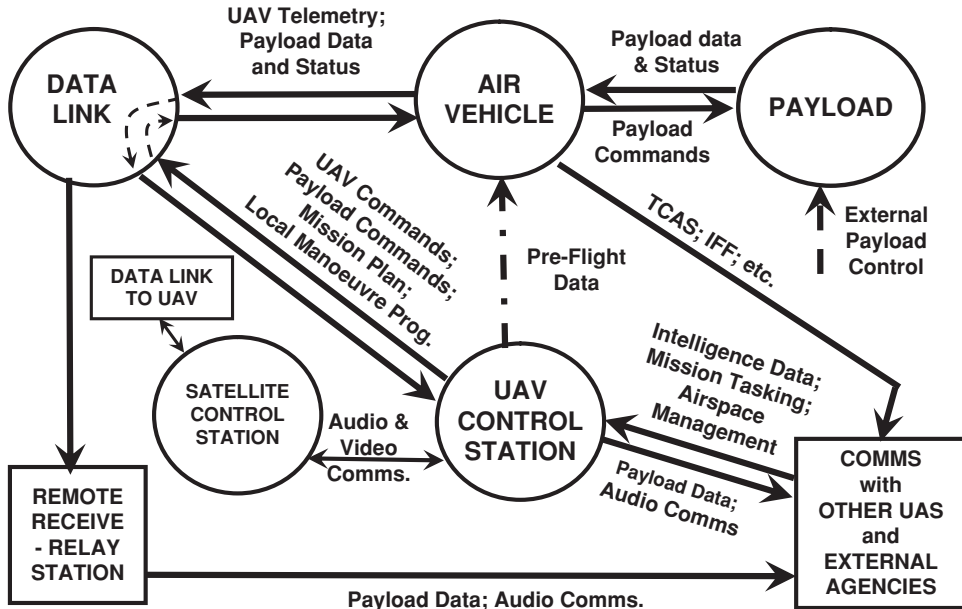 UAV Telemetry;
Payload Data
and Status
DATA
LINK
AIR
VEHICLE
Payload data
& Status
PAYLOAD
Payload
Commands
UAV Commands;
Payload Commands;
Mission Plan;
Local Manoeuvre Prog.
TCAS; IFF; etc.
External
Payload
Control
Pre-Flight
Data
DATA LINK
TO UAV
SATELLITE
CONTROL
STATION
Audio &
Video
Comms.
UAV
CONTROL
STATION
Intelligence Data;
Mission Tasking;
Airspace
Management
Payload Data;
Audio Comms
REMOTE
RECEIVE
- RELAY
STATION
COMMS
with
OTHER UAS
and
EXTERNAL
AGENCIES
Payload Data; Audio Comms.